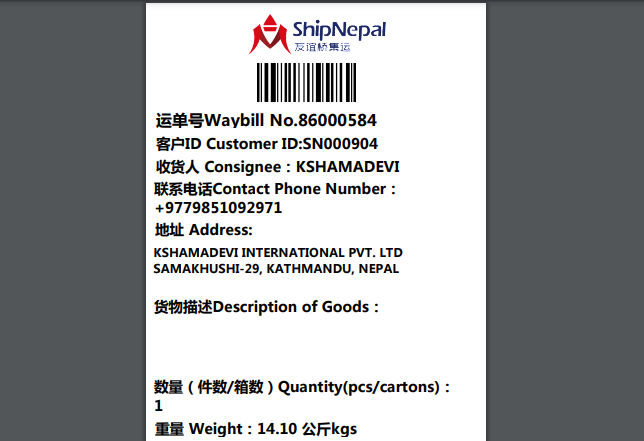 ShipNepal
友谊桥集运
运单号Waybill No.86000584
客户ID Customer ID:SN000904
收货人 Consignee：KSHAMADEVI
联系电话Contact Phone Number：
+9779851092971
地址 Address:
KSHAMADEVI INTERNATIONAL PVT. LTD
SAMAKHUSHI-29, KATHMANDU, NEPAL
货物描述Description of Goods：
数量（件数/箱数）Quantity(pcs/cartons)：
1
重量 Weight：14.10 公斤kgs